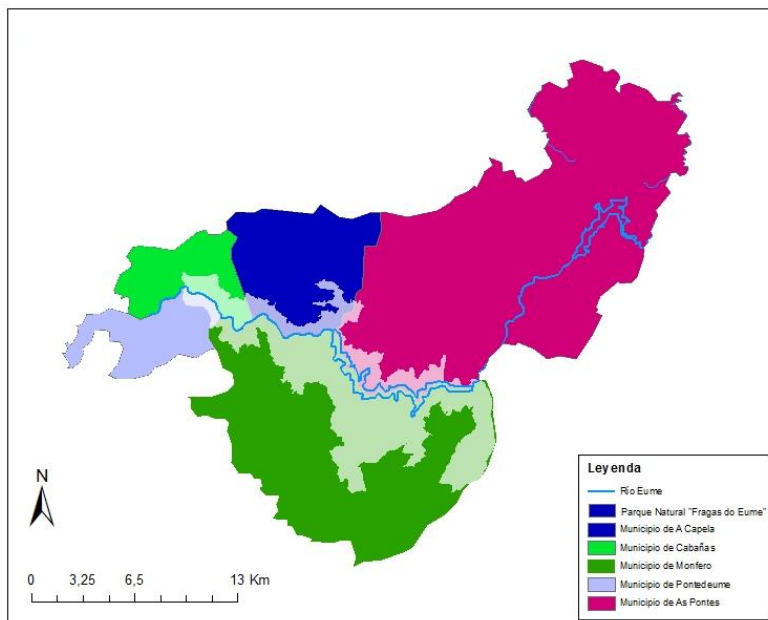 N
0 3,25 6,5 13 Km
Leyenda
Río Eume
Parque Natural "Fragas do Eume"
Municipio de A Capela
Municipio de Cabañas
Municipio de Monfero
Municipio de Pontedeume
Municipio de As Pontes